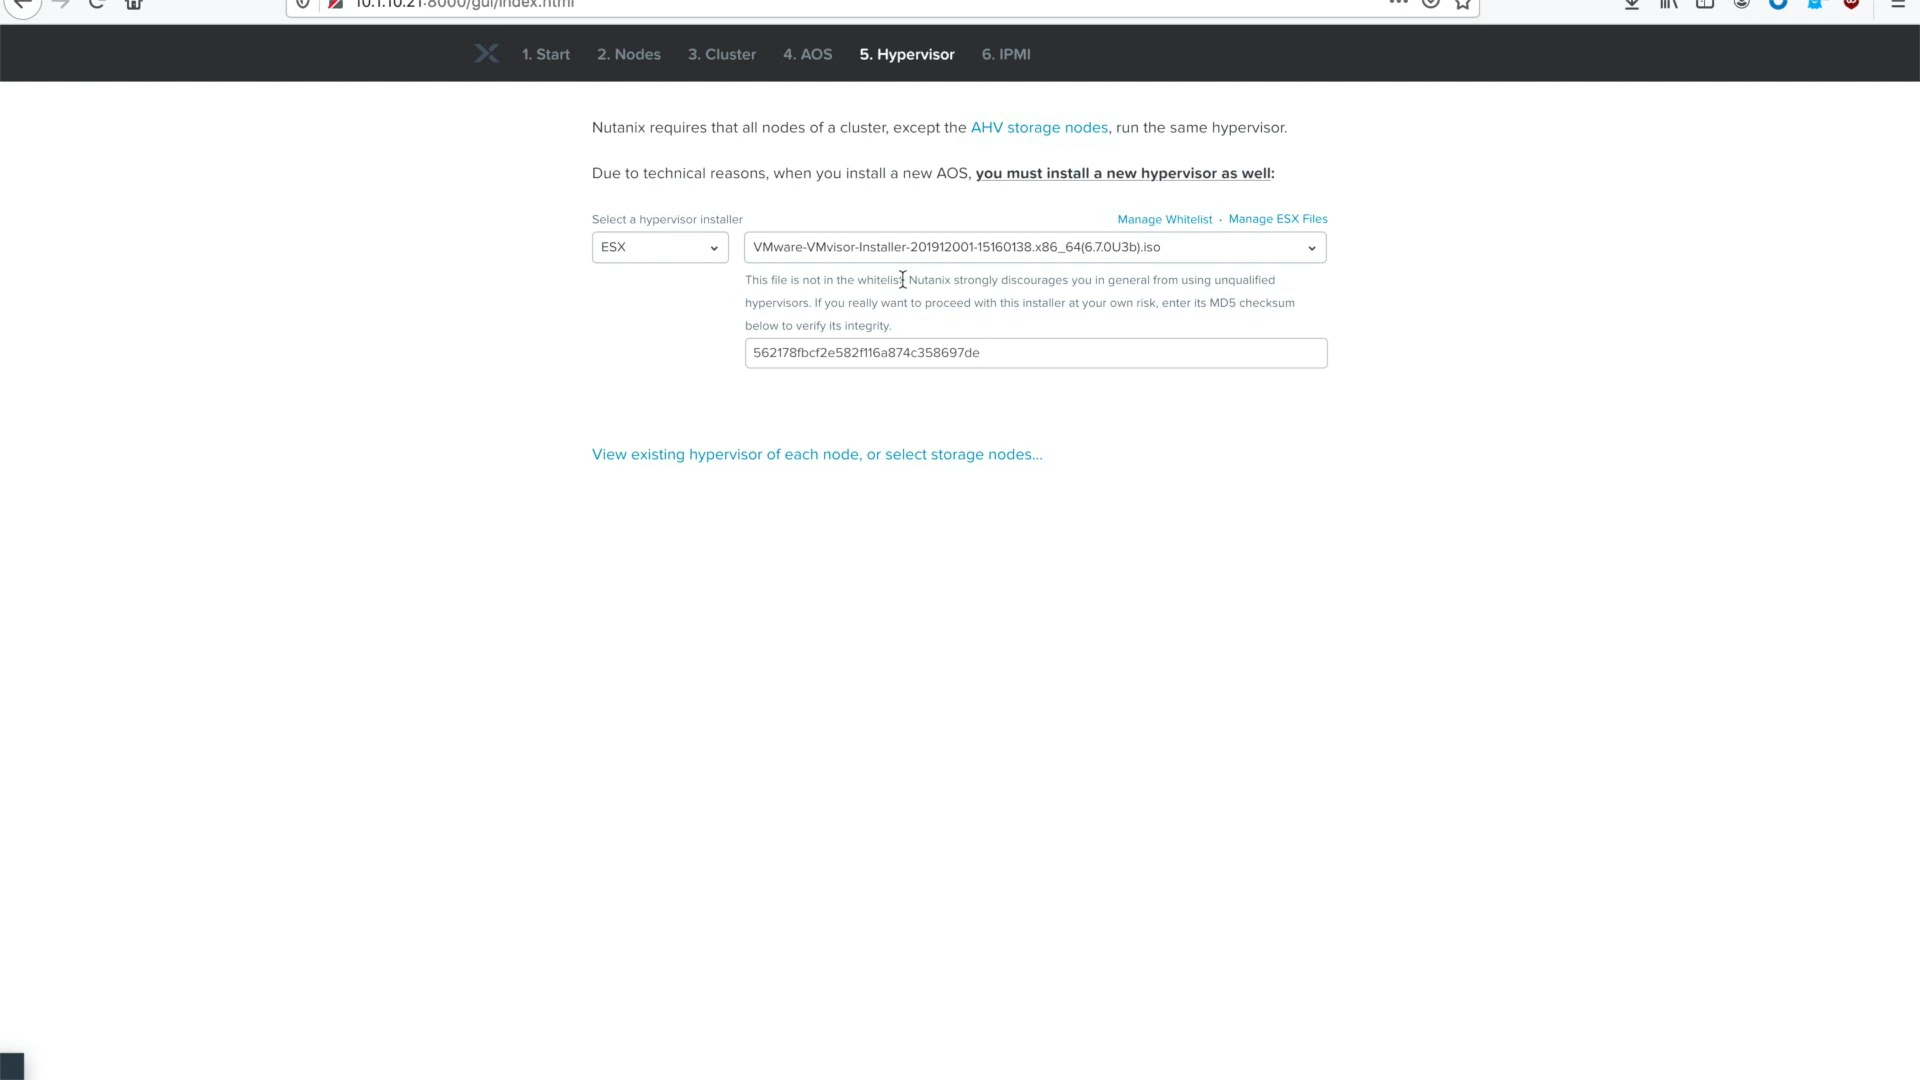 10.1.10.21:8000/gui/index.html
1. Start 2. Nodes 3. Cluster 4. AOS 5. Hypervisor 6. IPMI
Nutanix requires that all nodes of a cluster, except the AHV storage nodes, run the same hypervisor.
Due to technical reasons, when you install a new AOS, you must install a new hypervisor as well:
Select a hypervisor installer Manage Whitelist · Manage ESX Files
ESX VMware-VMvisor-Installer-201912001-15160138.x86_64(6.7.0U3b).iso
This file is not in the whitelist. Nutanix strongly discourages you in general from using unqualified
hypervisors. If you really want to proceed with this installer at your own risk, enter its MD5 checksum
below to verify its integrity.
562178fbcf2e582f116a874c358697de
View existing hypervisor of each node, or select storage nodes...